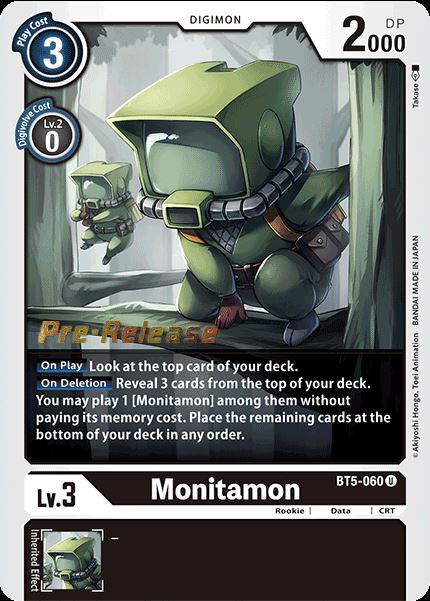 Play Cost
3
DIGIMON
DP
2000
Digivolve Cost
Lv.2
0
Takase
Pre-Release
On Play Look at the top card of your deck.
On Deletion Reveal 3 cards from the top of your deck.
You may play 1 [Monitamon] among them without
paying its memory cost. Place the remaining cards at the
bottom of your deck in any order.
© Akiyoshi Hongo, Toei Animation BANDAI MADE IN JAPAN
Lv.3
Monitamon
BT5-060 U
Rookie | Data | CRT
Inherited Effect
–